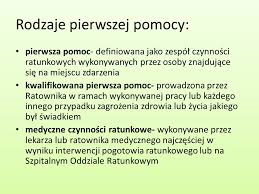 Rodzaje pierwszej pomocy:
• pierwsza pomoc- definiowana jako zespół czynności
ratunkowych wykonywanych przez osoby znajdujące
się na miejscu zdarzenia
• kwalifikowana pierwsza pomoc- prowadzona przez
Ratownika w ramach wykonywanej pracy lub każdego
innego przypadku zagrożenia zdrowia lub życia jakiego
był świadkiem
• medyczne czynności ratunkowe- wykonywane przez
lekarza lub ratownika medycznego najczęściej w
wyniku interwencji pogotowia ratunkowego lub na
Szpitalnym Oddziale Ratunkowym